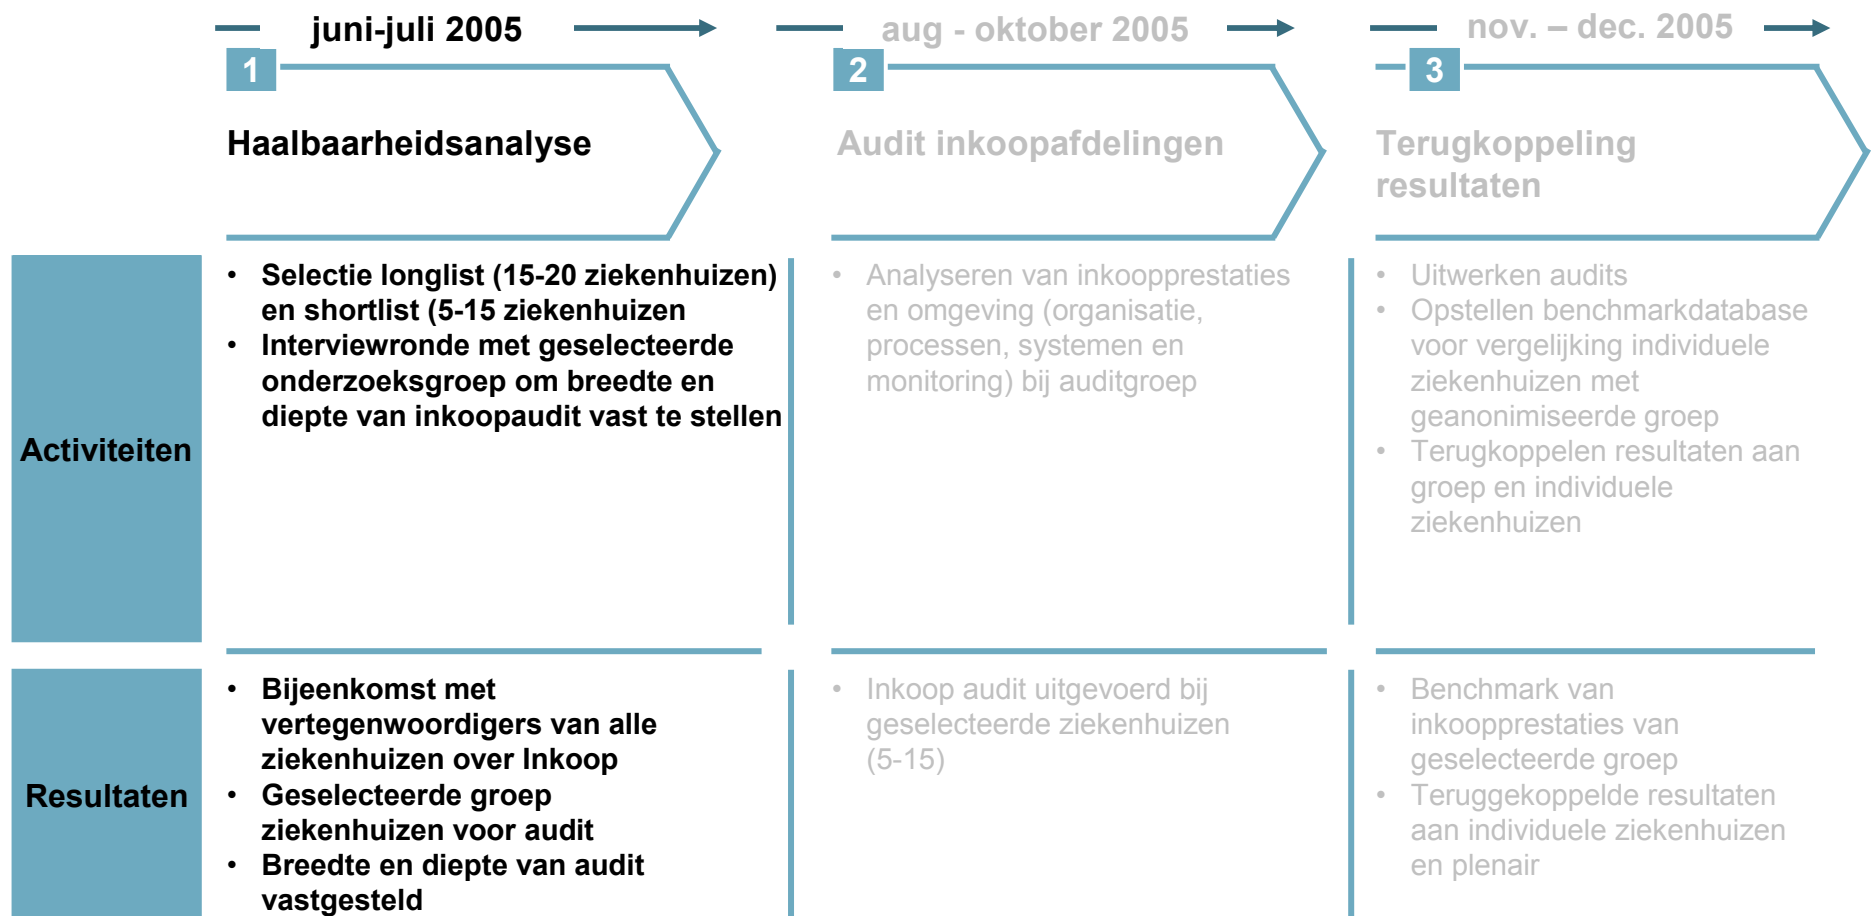 juni-juli 2005
aug - oktober 2005
nov. – dec. 2005
1
2
3
Haalbaarheidsanalyse
Audit inkoopafdelingen
Terugkoppeling
resultaten
Activiteiten
• Selectie longlist (15-20 ziekenhuizen)
en shortlist (5-15 ziekenhuizen
• Interviewronde met geselecteerde
onderzoeksgroep om breedte en
diepte van inkoopaudit vast te stellen
• Analyseren van inkoopprestaties
en omgeving (organisatie,
processen, systemen en
monitoring) bij auditgroep
• Uitwerken audits
• Opstellen benchmarkdatabase
voor vergelijking individuele
ziekenhuizen met
geanonimiseerde groep
• Terugkoppelen resultaten aan
groep en individuele
ziekenhuizen
Resultaten
• Bijeenkomst met
vertegenwoordigers van alle
ziekenhuizen over Inkoop
• Geselecteerde groep
ziekenhuizen voor audit
• Breedte en diepte van audit
vastgesteld
• Inkoop audit uitgevoerd bij
geselecteerde ziekenhuizen
(5-15)
• Benchmark van
inkoopprestaties van
geselecteerde groep
• Teruggekoppelde resultaten
aan individuele ziekenhuizen
en plenair